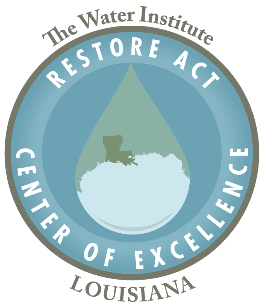 The Water Institute
RESTORE ACT
CENTER OF EXCELLENCE
LOUISIANA